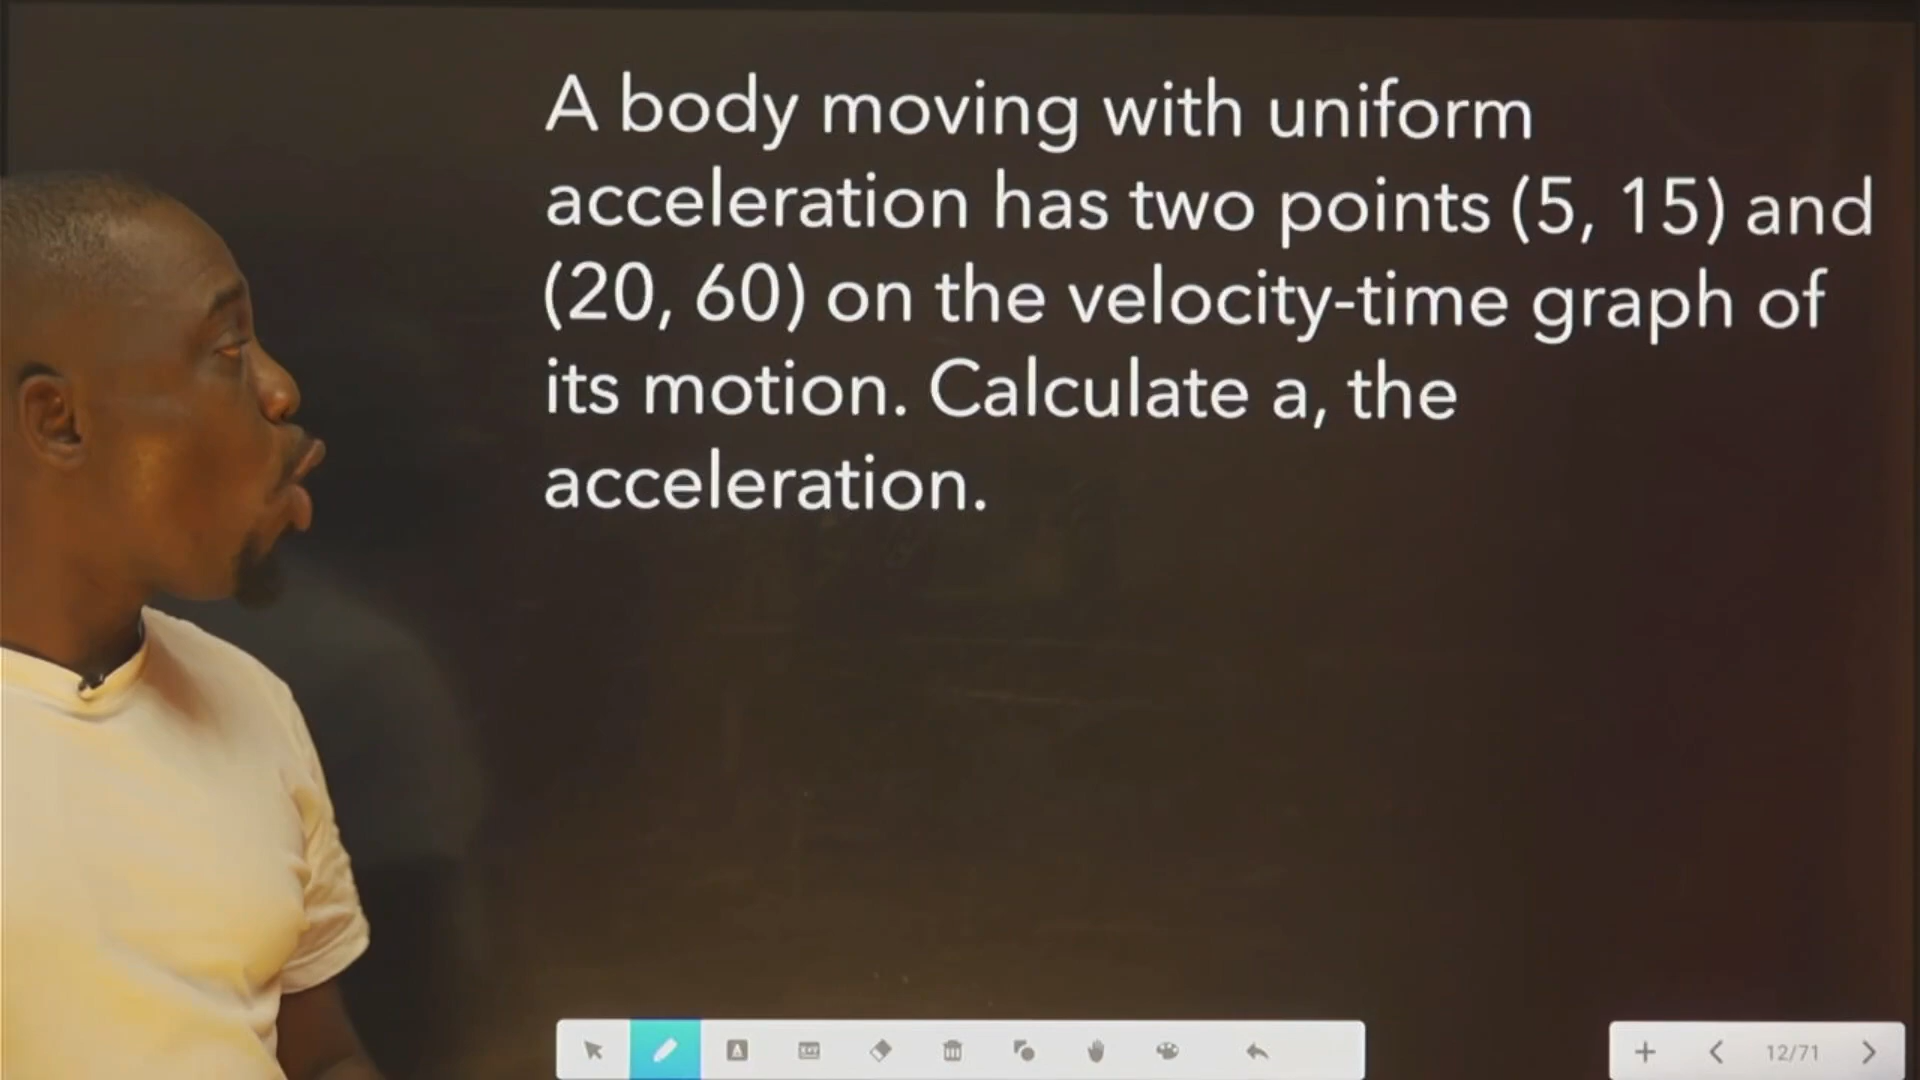 A body moving with uniform
acceleration has two points (5, 15) and
(20, 60) on the velocity-time graph of
its motion. Calculate a, the
acceleration.
12/71